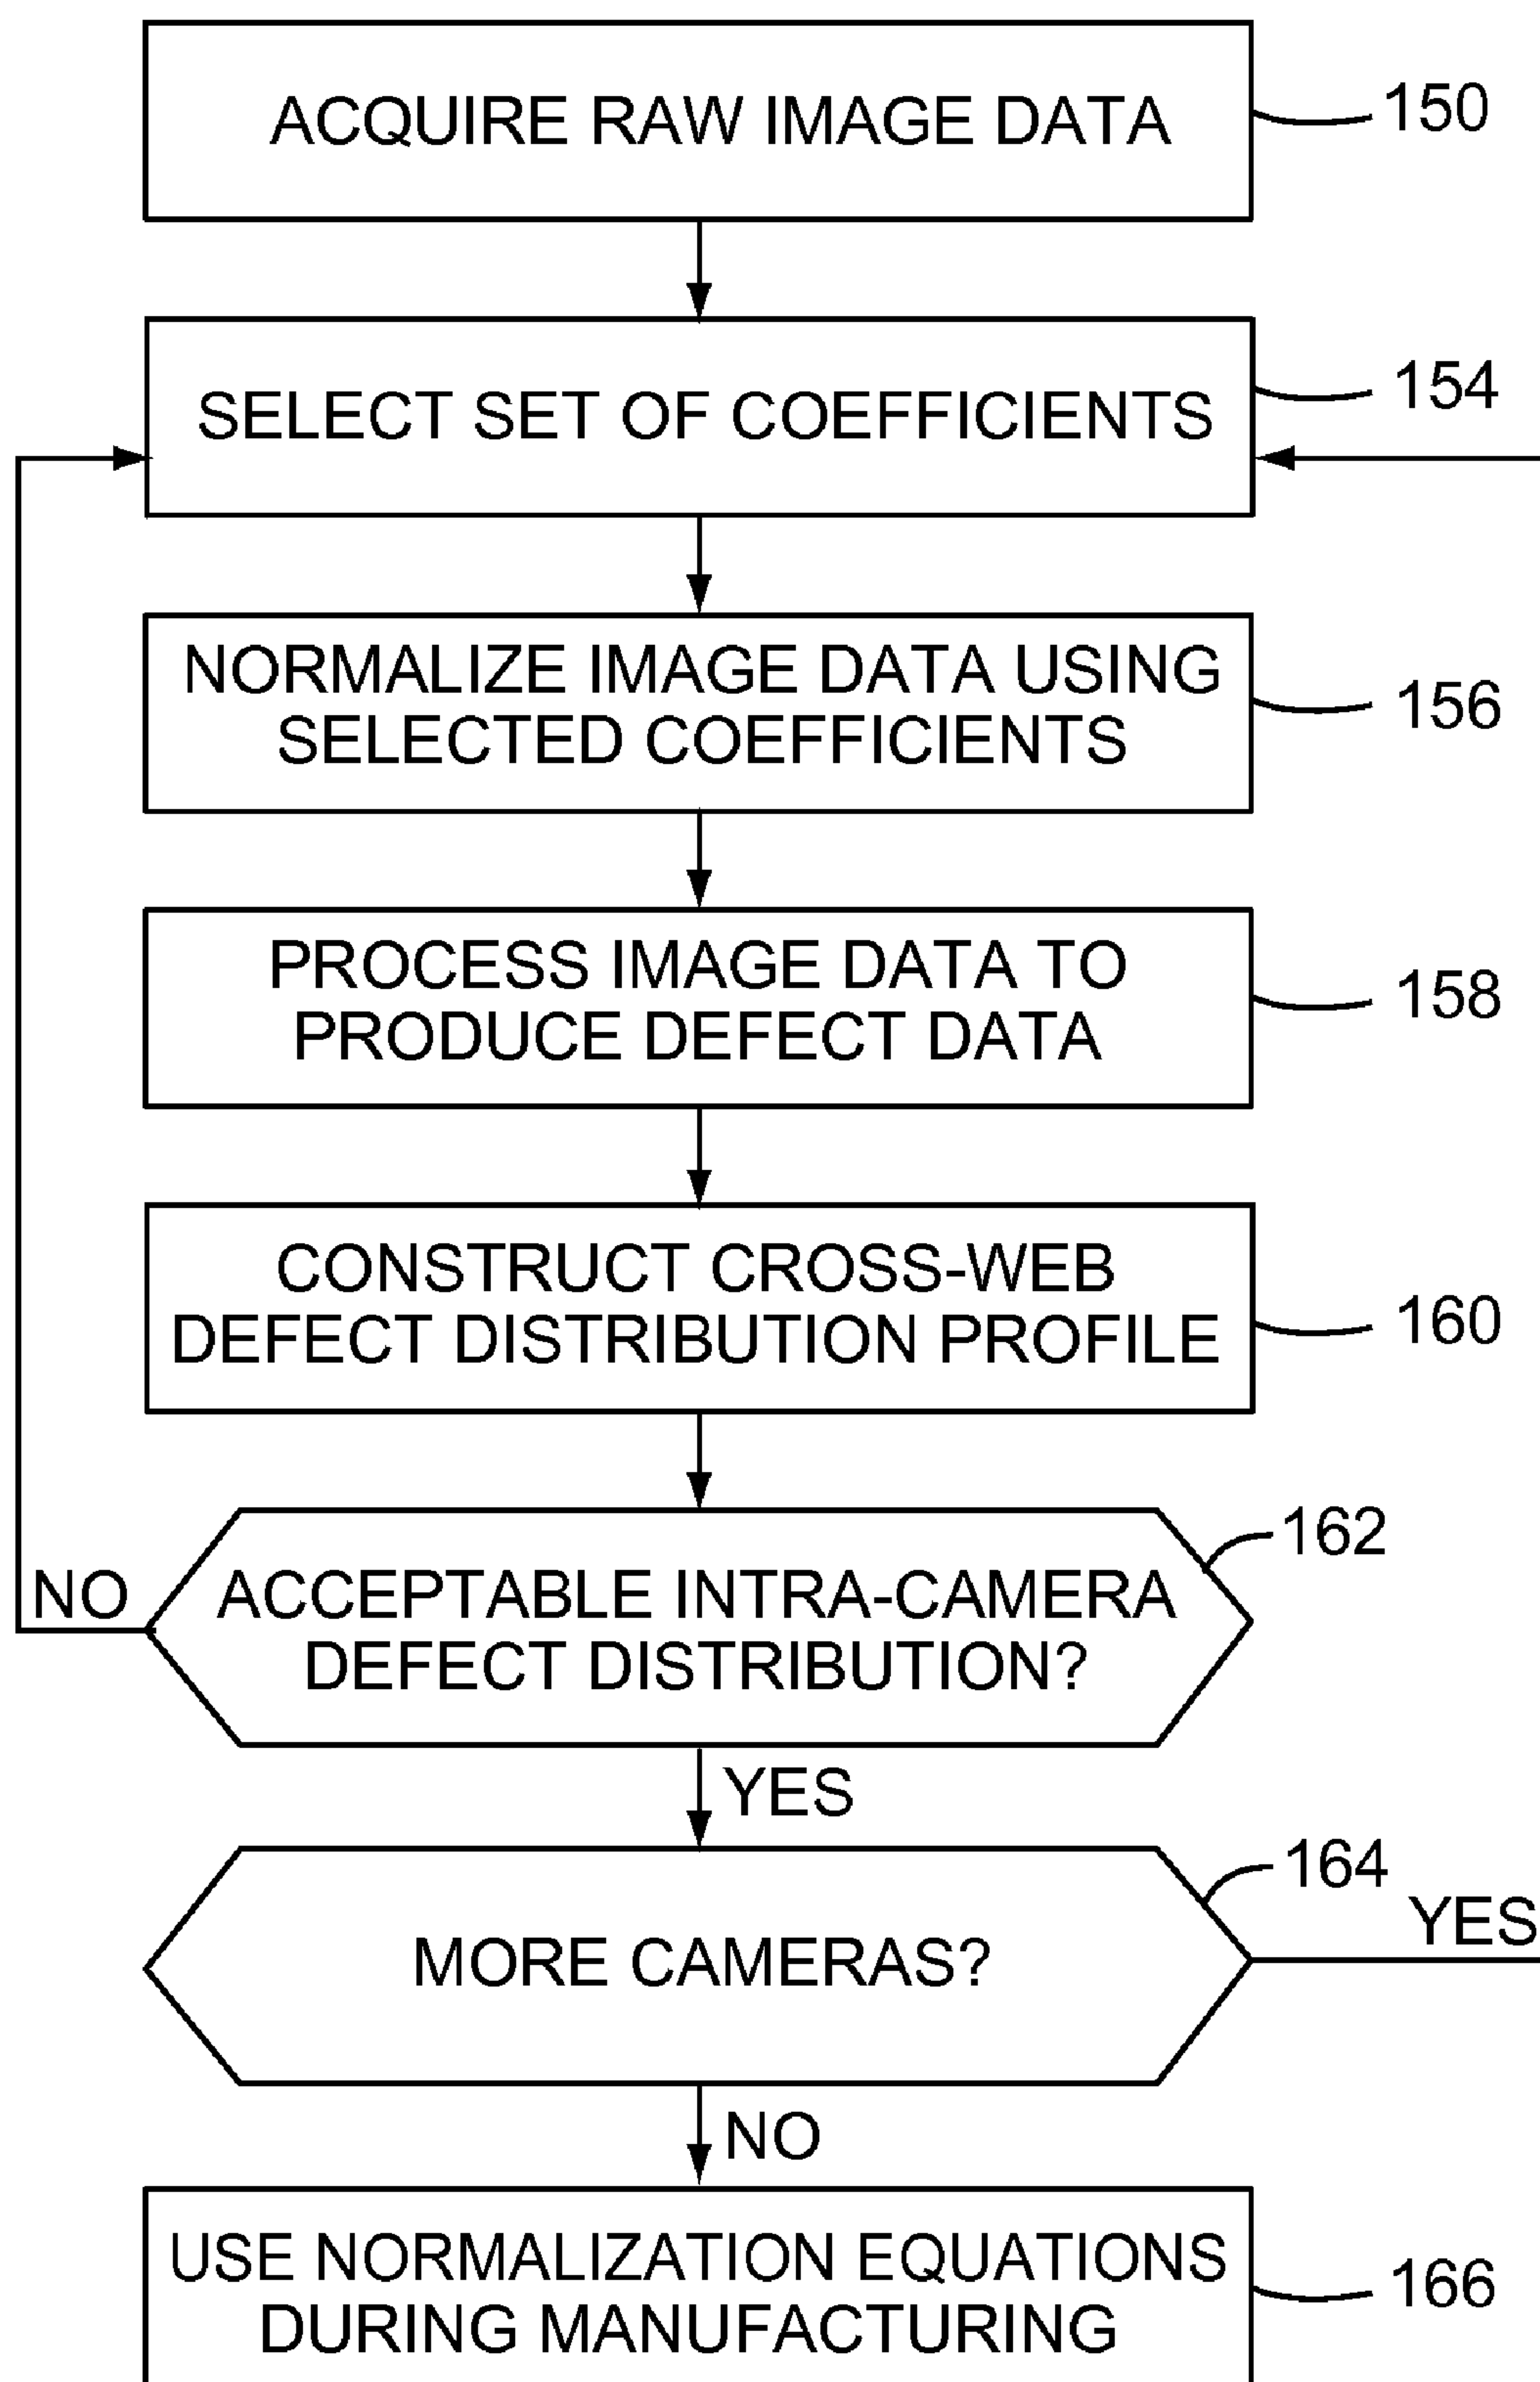 ACQUIRE RAW IMAGE DATA
150
SELECT SET OF COEFFICIENTS
154
NORMALIZE IMAGE DATA USING
SELECTED COEFFICIENTS
156
PROCESS IMAGE DATA TO
PRODUCE DEFECT DATA
158
CONSTRUCT CROSS-WEB
DEFECT DISTRIBUTION PROFILE
160
162
NO
ACCEPTABLE INTRA-CAMERA
DEFECT DISTRIBUTION?
YES
164
YES
MORE CAMERAS?
NO
USE NORMALIZATION EQUATIONS
DURING MANUFACTURING
166